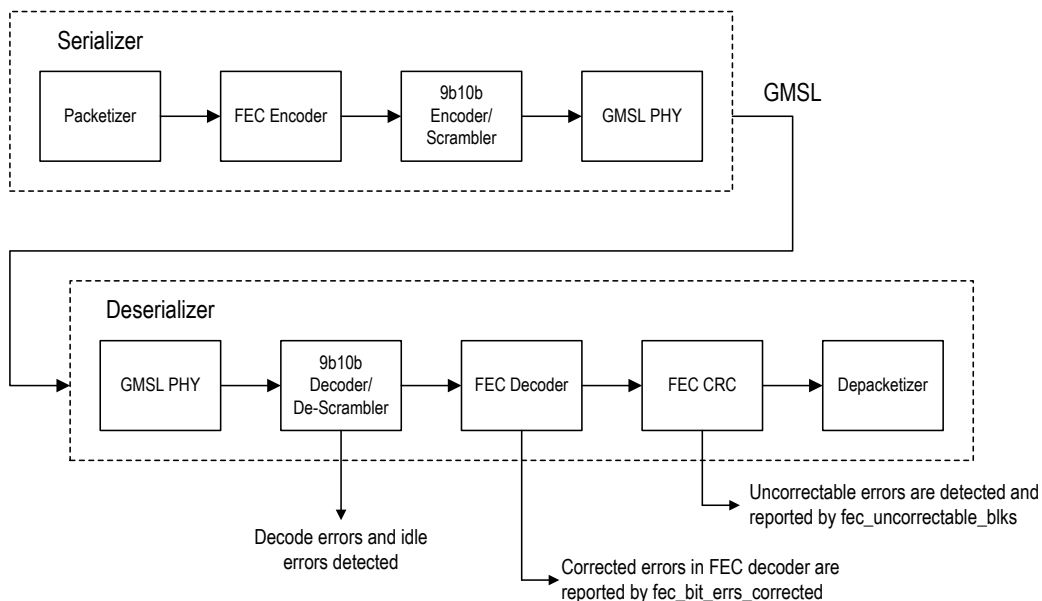 Serializer
Packetizer
FEC Encoder
9b10b
Encoder/
Scrambler
GMSL PHY
GMSL
Deserializer
GMSL PHY
9b10b
Decoder/
De-Scrambler
FEC Decoder
FEC CRC
Depacketizer
Decode errors and idle
errors detected
Corrected errors in FEC decoder are
reported by fec_bit_errs_corrected
Uncorrectable errors are detected and
reported by fec_uncorrectable_blks